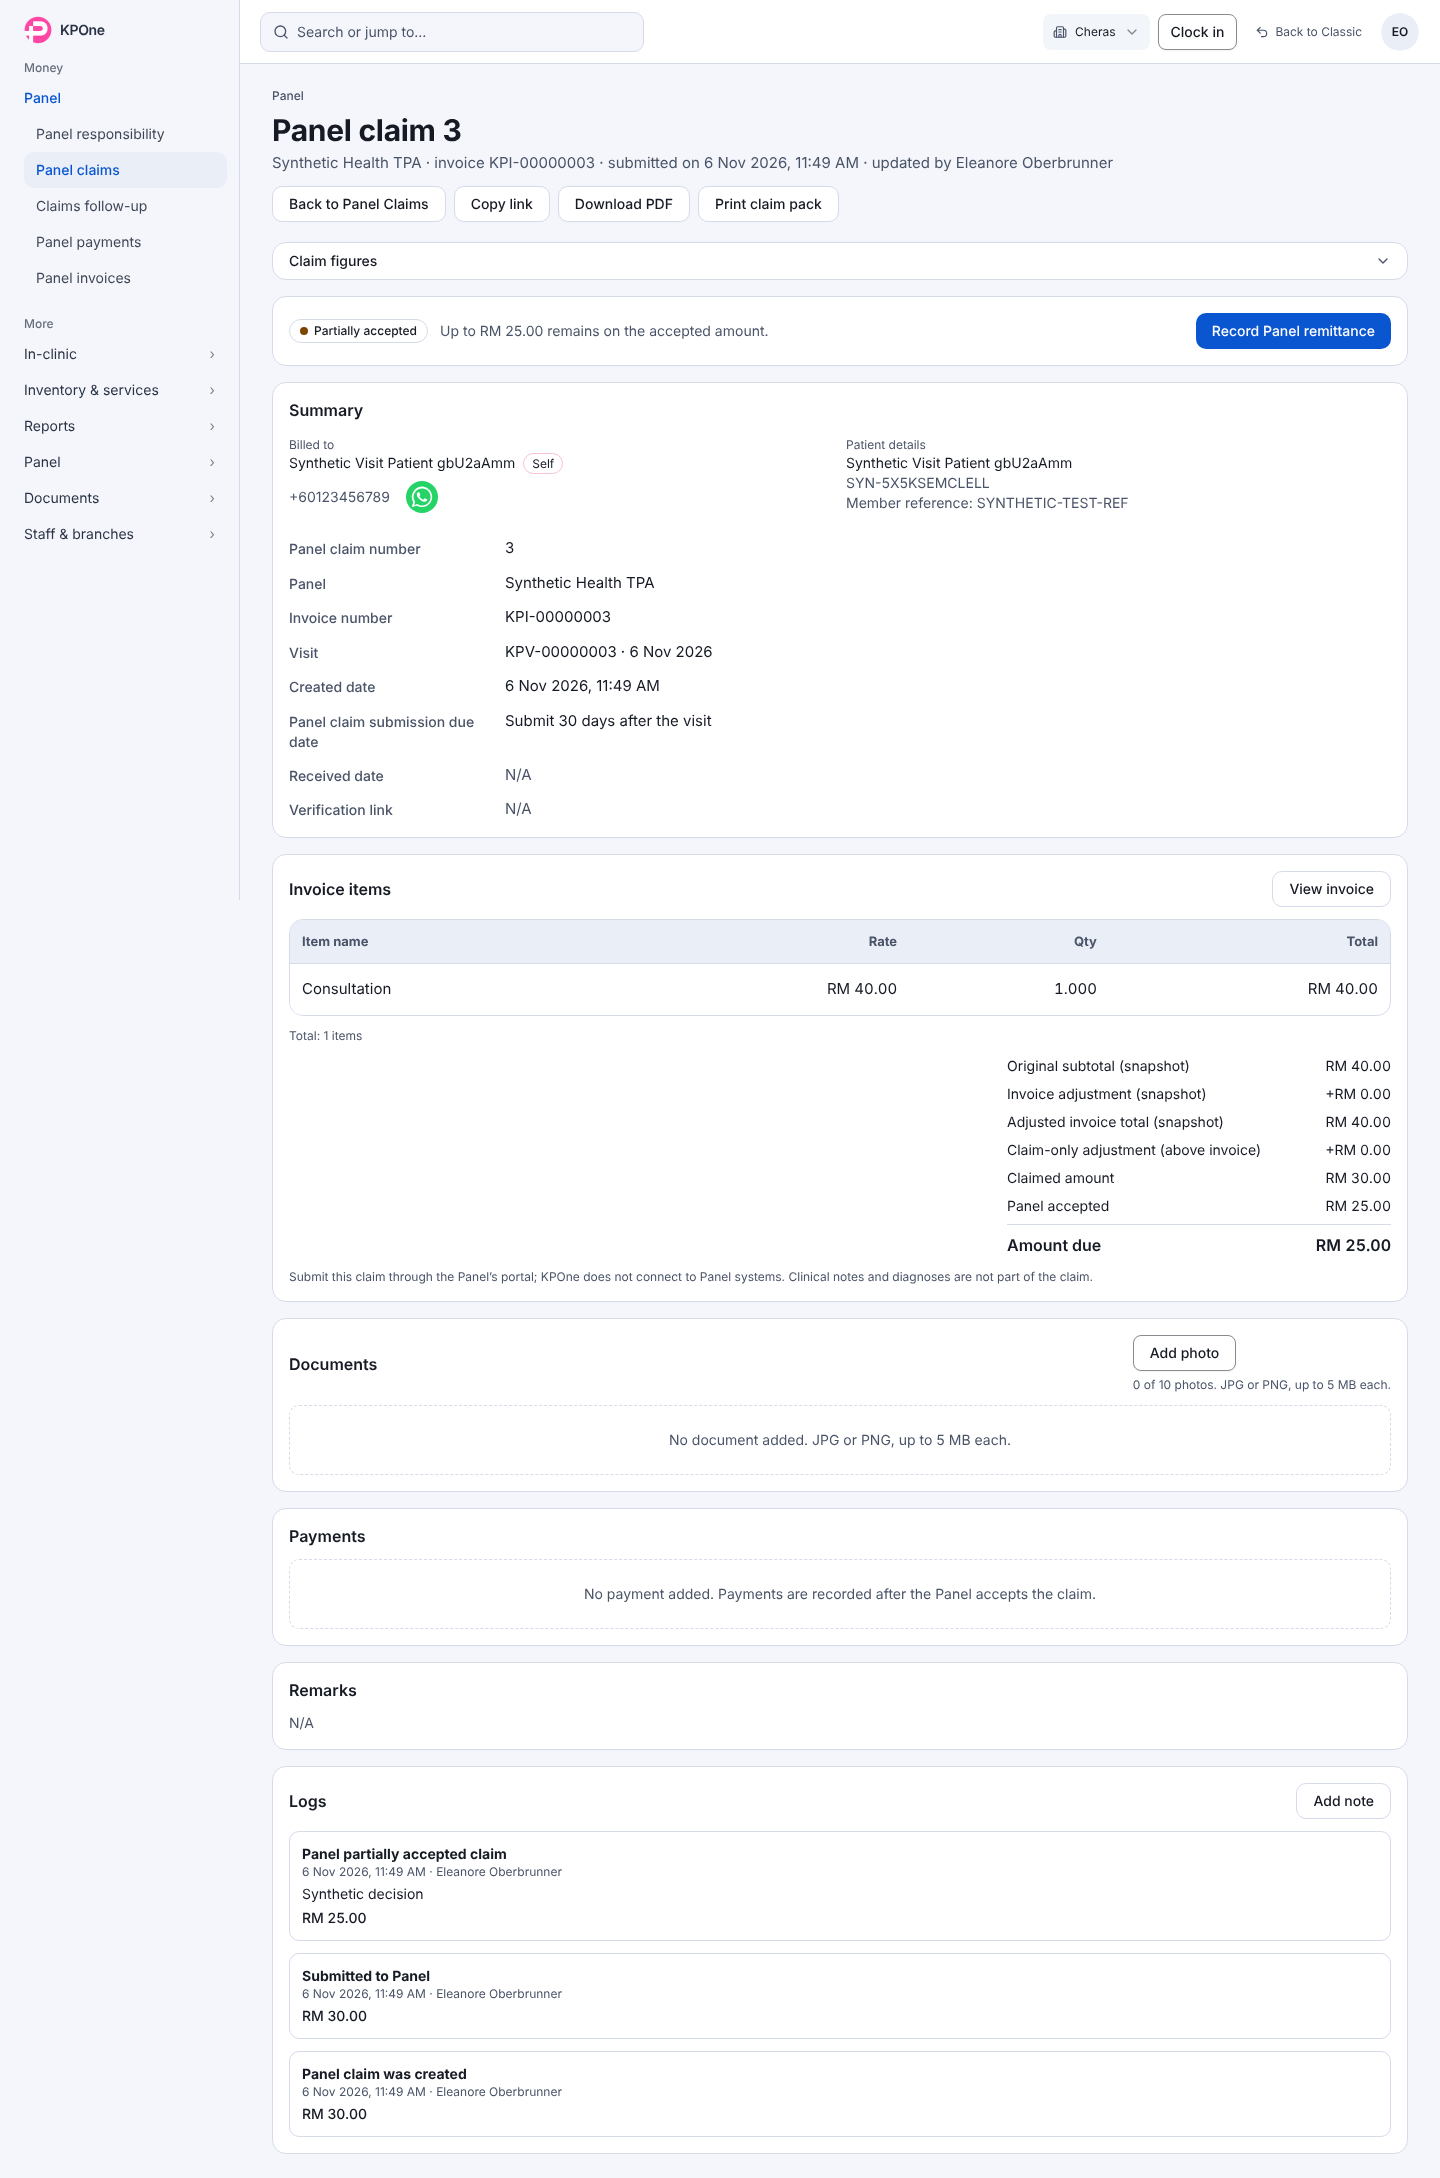 KPOne
Money
Panel
Panel responsibility
Panel claims
Claims follow-up
Panel payments
Panel invoices
More
In-clinic
Inventory & services
Reports
Panel
Documents
Staff & branches
Search or jump to...
Cheras
Clock in
Back to Classic
EO
Panel
Panel claim 3
Synthetic Health TPA · invoice KPI-00000003 · submitted on 6 Nov 2026, 11:49 AM · updated by Eleanore Oberbrunner
Back to Panel Claims
Copy link
Download PDF
Print claim pack
Claim figures
Partially accepted
Up to RM 25.00 remains on the accepted amount.
Record Panel remittance
Summary
Billed to
Synthetic Visit Patient gbU2aAmm Self
+60123456789
Patient details
Synthetic Visit Patient gbU2aAmm
SYN-5X5KSEMCLELL
Member reference: SYNTHETIC-TEST-REF
Panel claim number 3
Panel Synthetic Health TPA
Invoice number KPI-00000003
Visit KPV-00000003 · 6 Nov 2026
Created date 6 Nov 2026, 11:49 AM
Panel claim submission due date Submit 30 days after the visit
Received date N/A
Verification link N/A
Invoice items
View invoice
Item name Rate Qty Total
Consultation RM 40.00 1.000 RM 40.00
Total: 1 items
Original subtotal (snapshot) RM 40.00
Invoice adjustment (snapshot) +RM 0.00
Adjusted invoice total (snapshot) RM 40.00
Claim-only adjustment (above invoice) +RM 0.00
Claimed amount RM 30.00
Panel accepted RM 25.00
Amount due RM 25.00
Submit this claim through the Panel's portal; KPOne does not connect to Panel systems. Clinical notes and diagnoses are not part of the claim.
Documents
Add photo
0 of 10 photos. JPG or PNG, up to 5 MB each.
No document added. JPG or PNG, up to 5 MB each.
Payments
No payment added. Payments are recorded after the Panel accepts the claim.
Remarks
N/A
Logs
Add note
Panel partially accepted claim
6 Nov 2026, 11:49 AM · Eleanore Oberbrunner
Synthetic decision
RM 25.00
Submitted to Panel
6 Nov 2026, 11:49 AM · Eleanore Oberbrunner
RM 30.00
Panel claim was created
6 Nov 2026, 11:49 AM · Eleanore Oberbrunner
RM 30.00